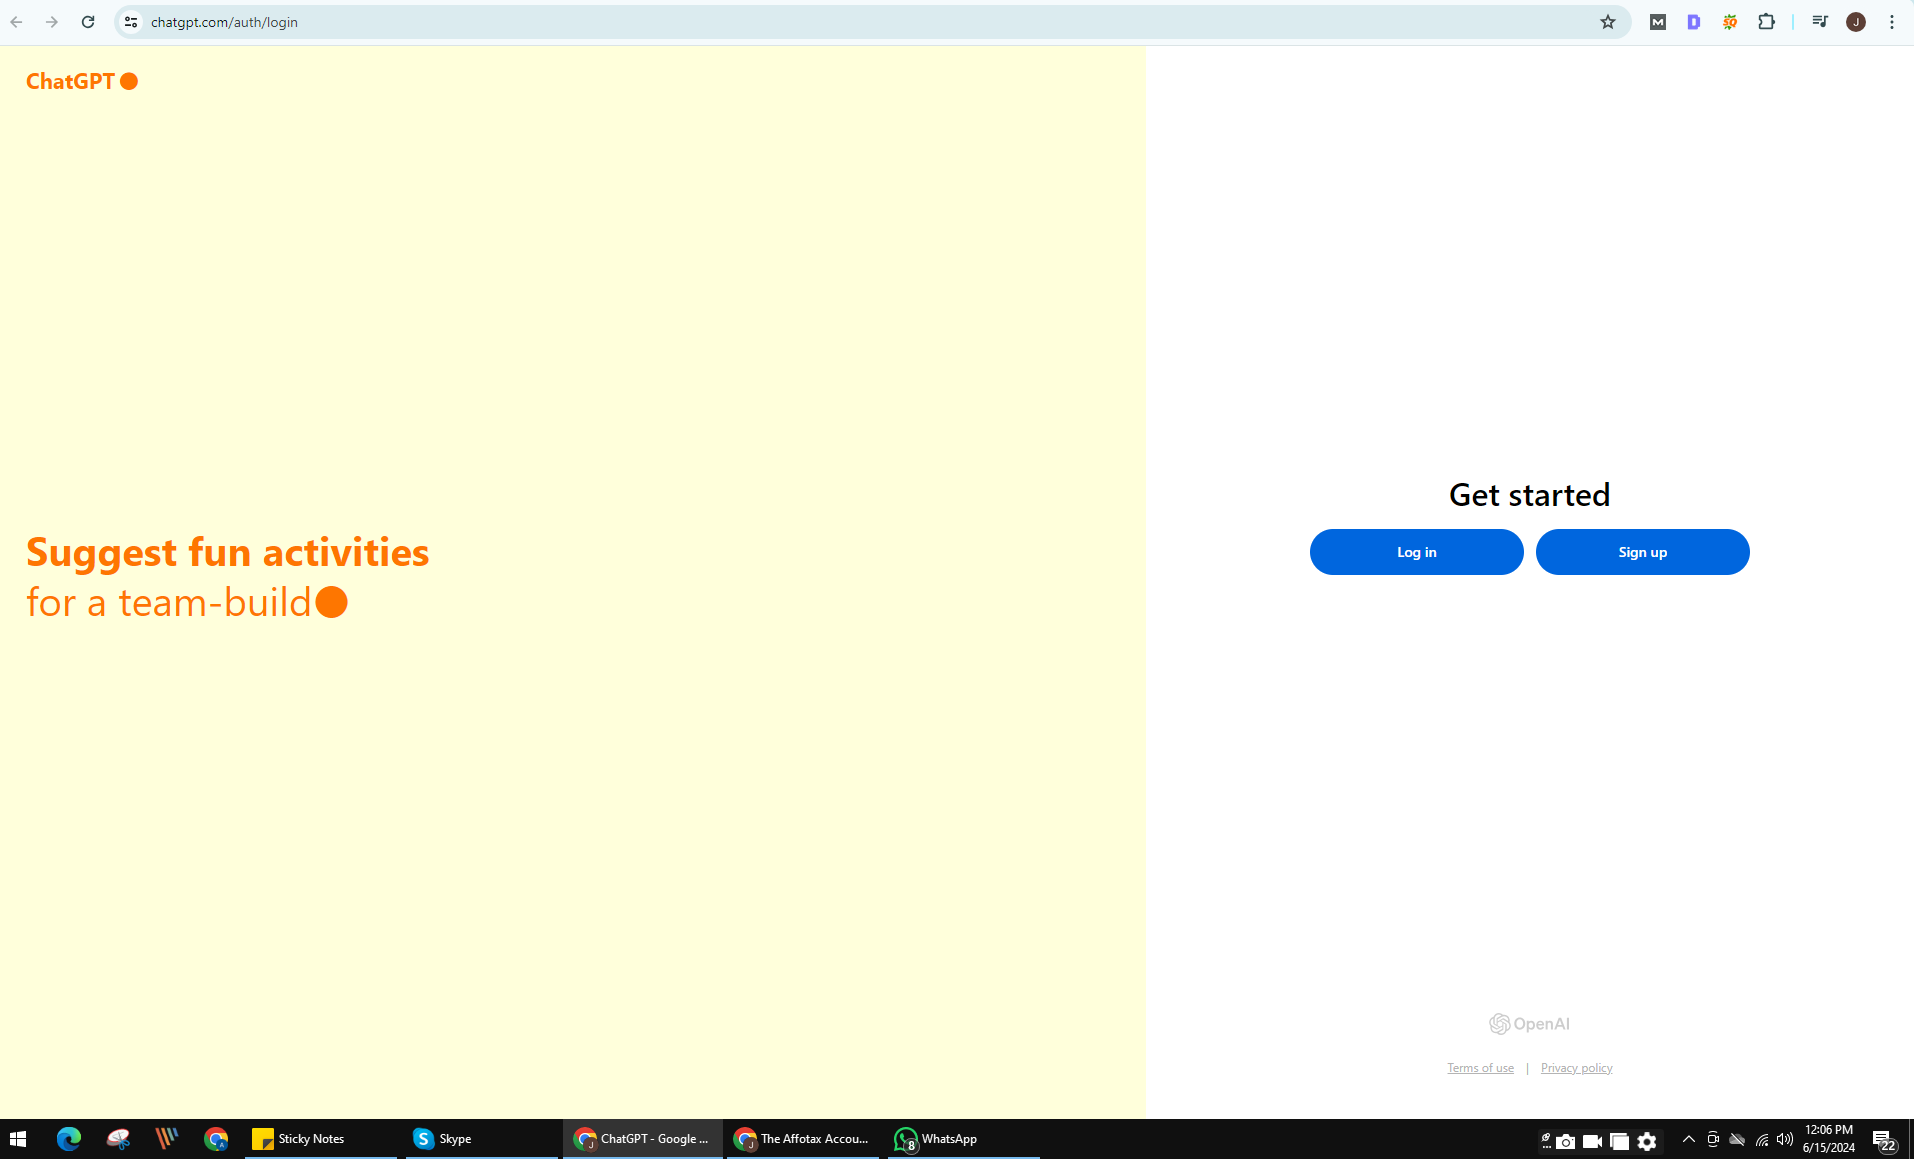 chatgpt.com/auth/login
ChatGPT
Suggest fun activities
for a team-build
Get started
Log in
Sign up
OpenAI
Terms of use | Privacy policy
Sticky Notes
Skype
ChatGPT - Google ...
The Affotax Accou...
8
WhatsApp
12:06 PM
6/15/2024
22